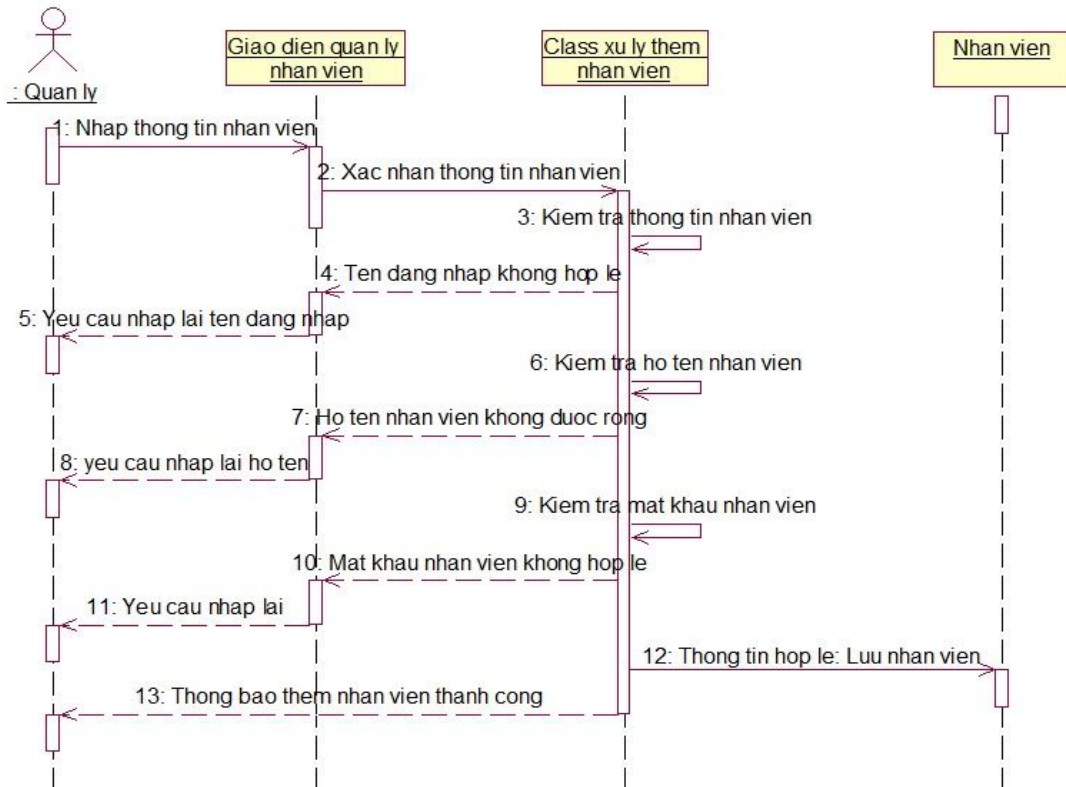 : Quan ly
Giao dien quan ly
nhan vien
Class xu ly them
nhan vien
Nhan vien
1: Nhap thong tin nhan vien
2: Xac nhan thong tin nhan vien
3: Kiem tra thong tin nhan vien
4: Ten dang nhap khong hop le
5: Yeu cau nhap lai ten dang nhap
6: Kiem tra ho ten nhan vien
7: Ho ten nhan vien khong duoc rong
8: yeu cau nhap lai ho ten
9: Kiem tra mat khau nhan vien
10: Mat khau nhan vien khong hop le
11: Yeu cau nhap lai
12: Thong tin hop le: Luu nhan vien
13: Thong bao them nhan vien thanh cong